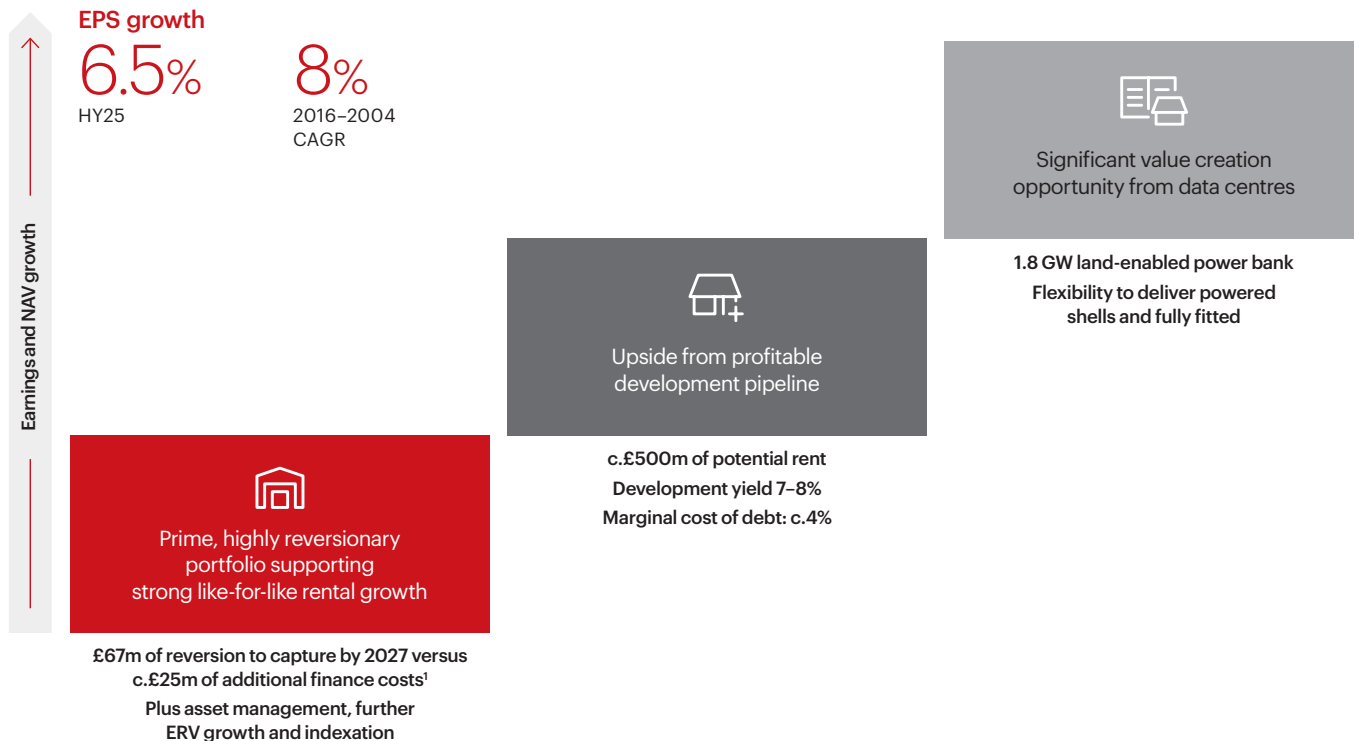 EPS growth
6.5%
HY25
8%
2016–2004
CAGR
Earnings and NAV growth
Prime, highly reversionary
portfolio supporting
strong like-for-like rental growth
£67m of reversion to capture by 2027 versus
c.£25m of additional finance costs¹
Plus asset management, further
ERV growth and indexation
Upside from profitable
development pipeline
c.£500m of potential rent
Development yield 7–8%
Marginal cost of debt: c.4%
Significant value creation
opportunity from data centres
1.8 GW land-enabled power bank
Flexibility to deliver powered
shells and fully fitted